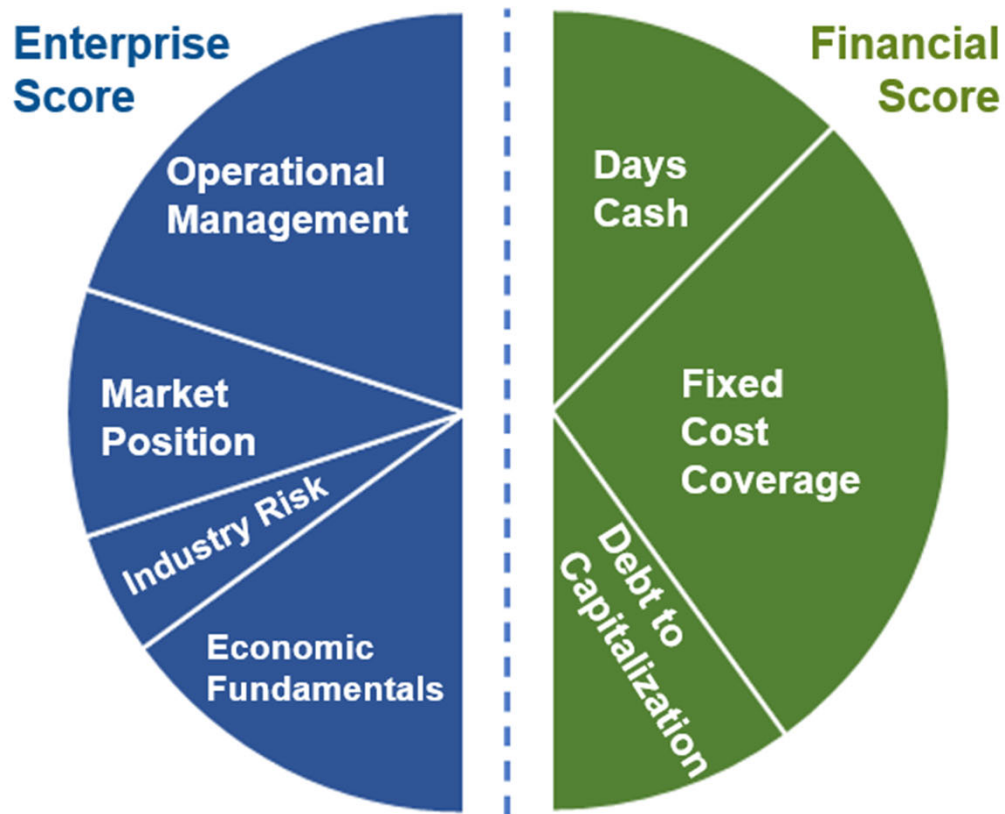 Enterprise
Score
Operational
Management
Market
Position
Industry Risk
Economic
Fundamentals
Financial
Score
Days
Cash
Fixed
Cost
Coverage
Debt to
Capitalization